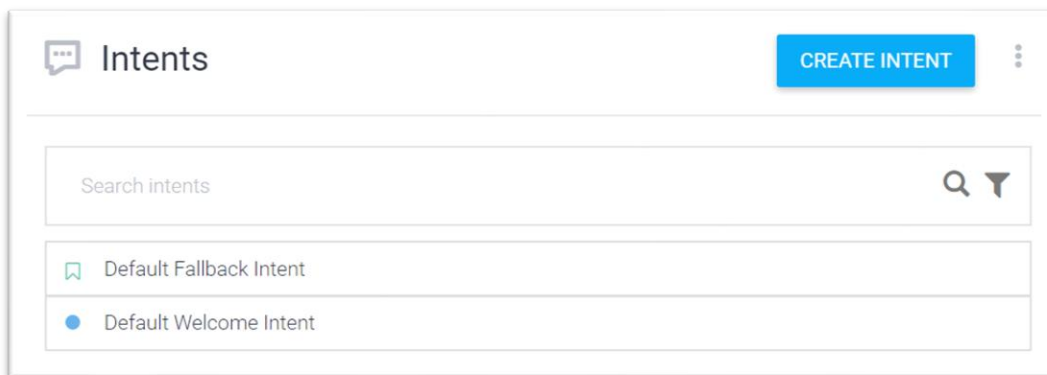 Intents
CREATE INTENT
Search intents
Default Fallback Intent
Default Welcome Intent